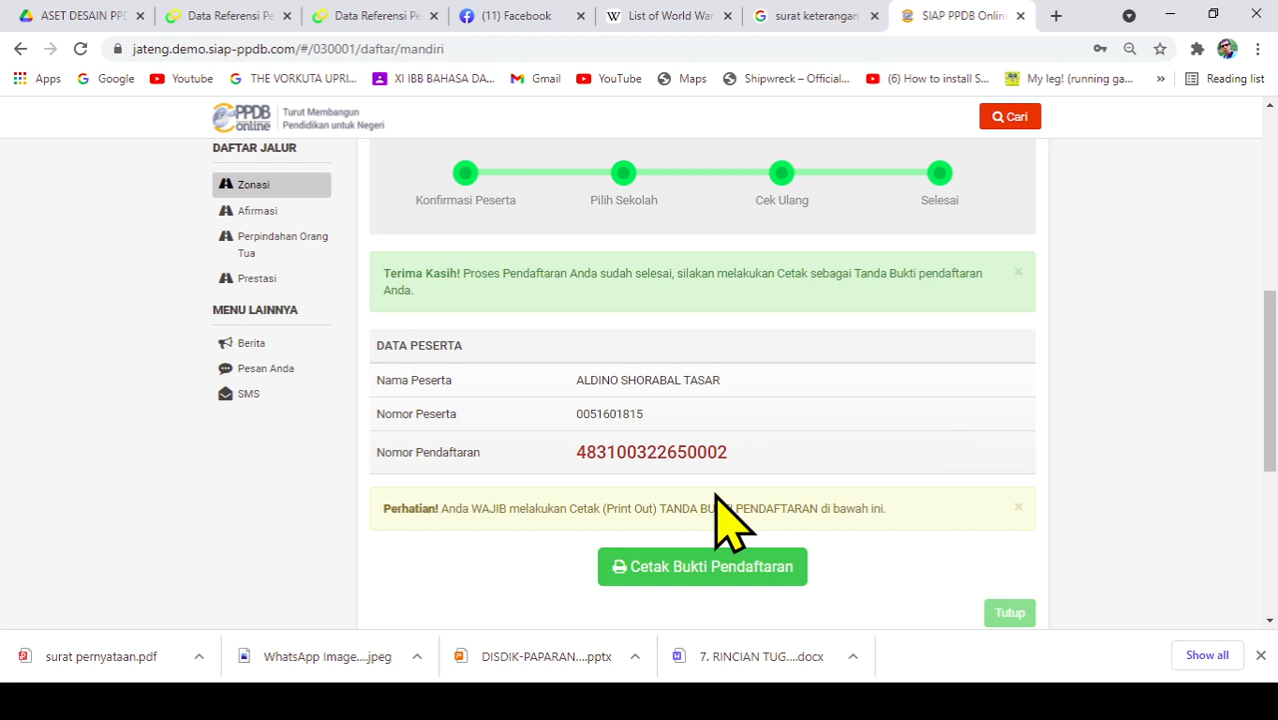 ASET DESAIN PP
Data Referensi Pe
Data Referensi Pe
(11) Facebook
List of World Wa
surat keterangan
SIAP PPDB Onlin
jateng.demo.siap-ppdb.com/#/030001/daftar/mandiri
Apps
Google
Youtube
THE VORKUTA UPRI...
XI IBB BAHASA DA...
Gmail
YouTube
Maps
Shipwreck – Official...
(6) How to install S...
My leg! (running ga...
»
Reading list
PPDB online
Turut Membangun
Pendidikan untuk Negeri
Cari
DAFTAR JALUR
Zonasi
Afirmasi
Perpindahan Orang
Tua
Prestasi
MENU LAINNYA
Berita
Pesan Anda
SMS
Konfirmasi Peserta
Pilih Sekolah
Cek Ulang
Selesai
Terima Kasih! Proses Pendaftaran Anda sudah selesai, silakan melakukan Cetak sebagai Tanda Bukti pendaftaran
Anda.
DATA PESERTA
Nama Peserta ALDINO SHORABAL TASAR
Nomor Peserta 0051601815
Nomor Pendaftaran 483100322650002
Perhatian! Anda WAJIB melakukan Cetak (Print Out) TANDA BUKTI PENDAFTARAN di bawah ini.
Cetak Bukti Pendaftaran
Tutup
surat pernyataan.pdf
WhatsApp Image....jpeg
DISDIK-PAPARAN....pptx
7. RINCIAN TUG....docx
Show all